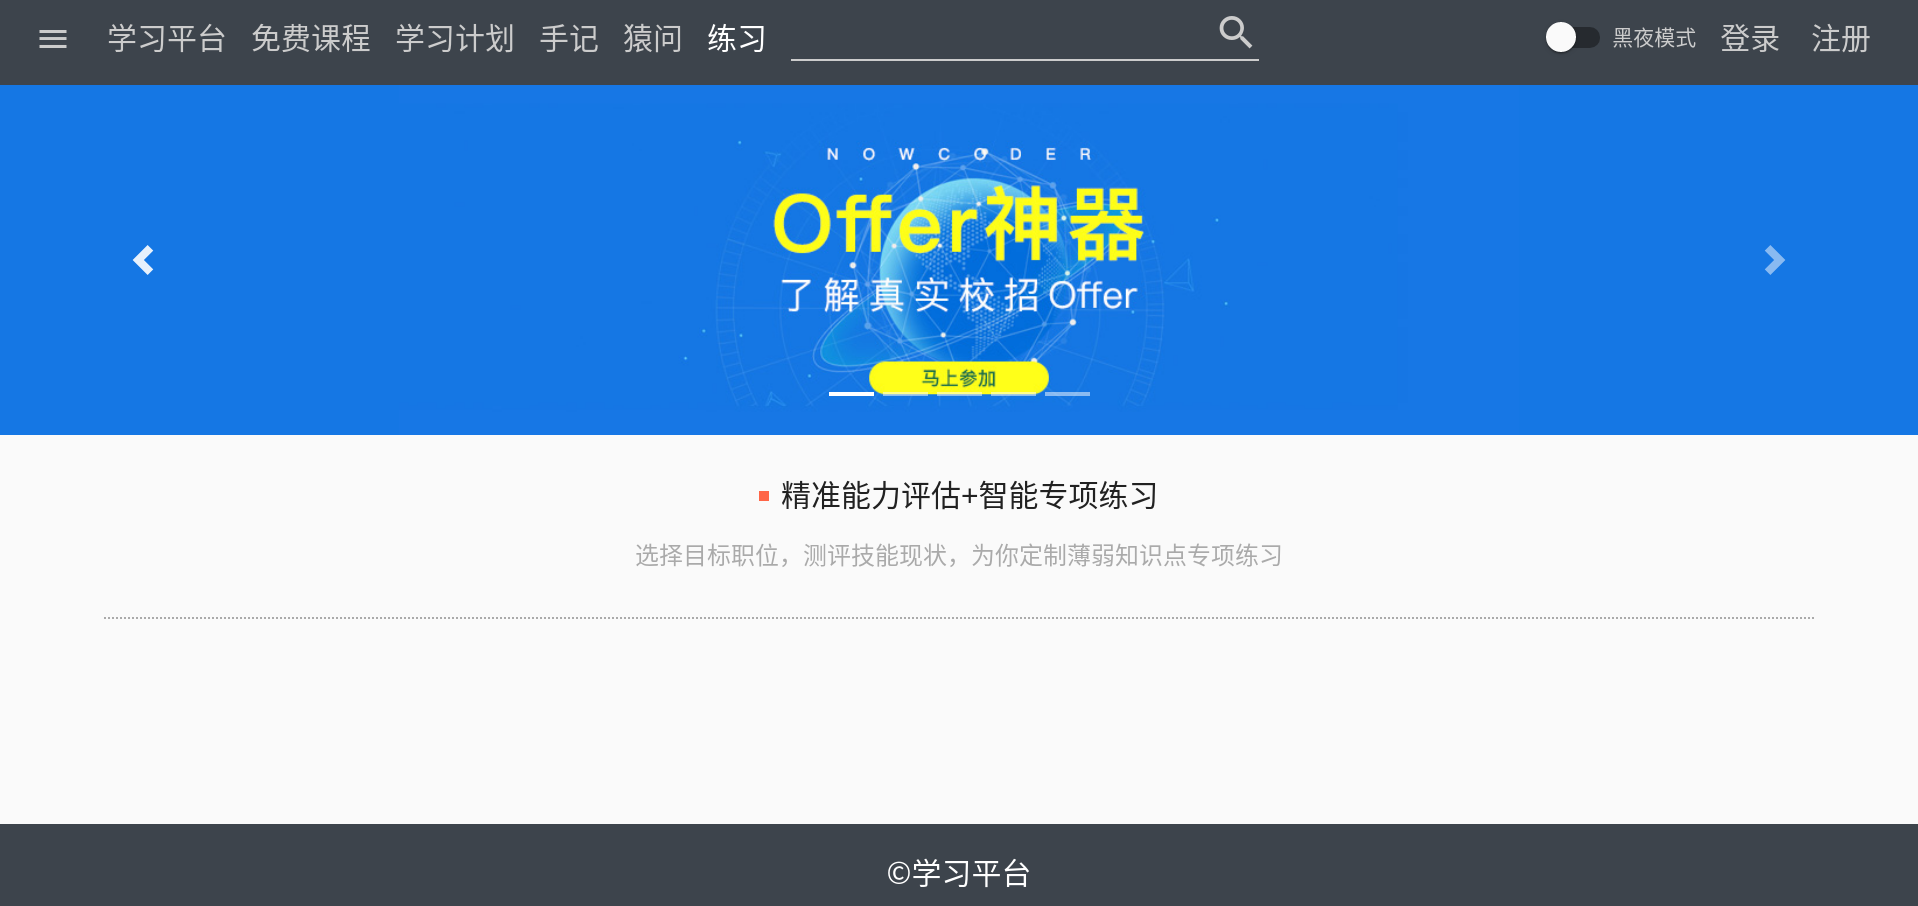 学习平台 免费课程 学习计划 手记 猿问 练习 黑夜模式 登录 注册
NOWCODER
Offer神器
了解真实校招Offer
马上参加
精准能力评估+智能专项练习
选择目标职位，测评技能现状，为你定制薄弱知识点专项练习
©学习平台